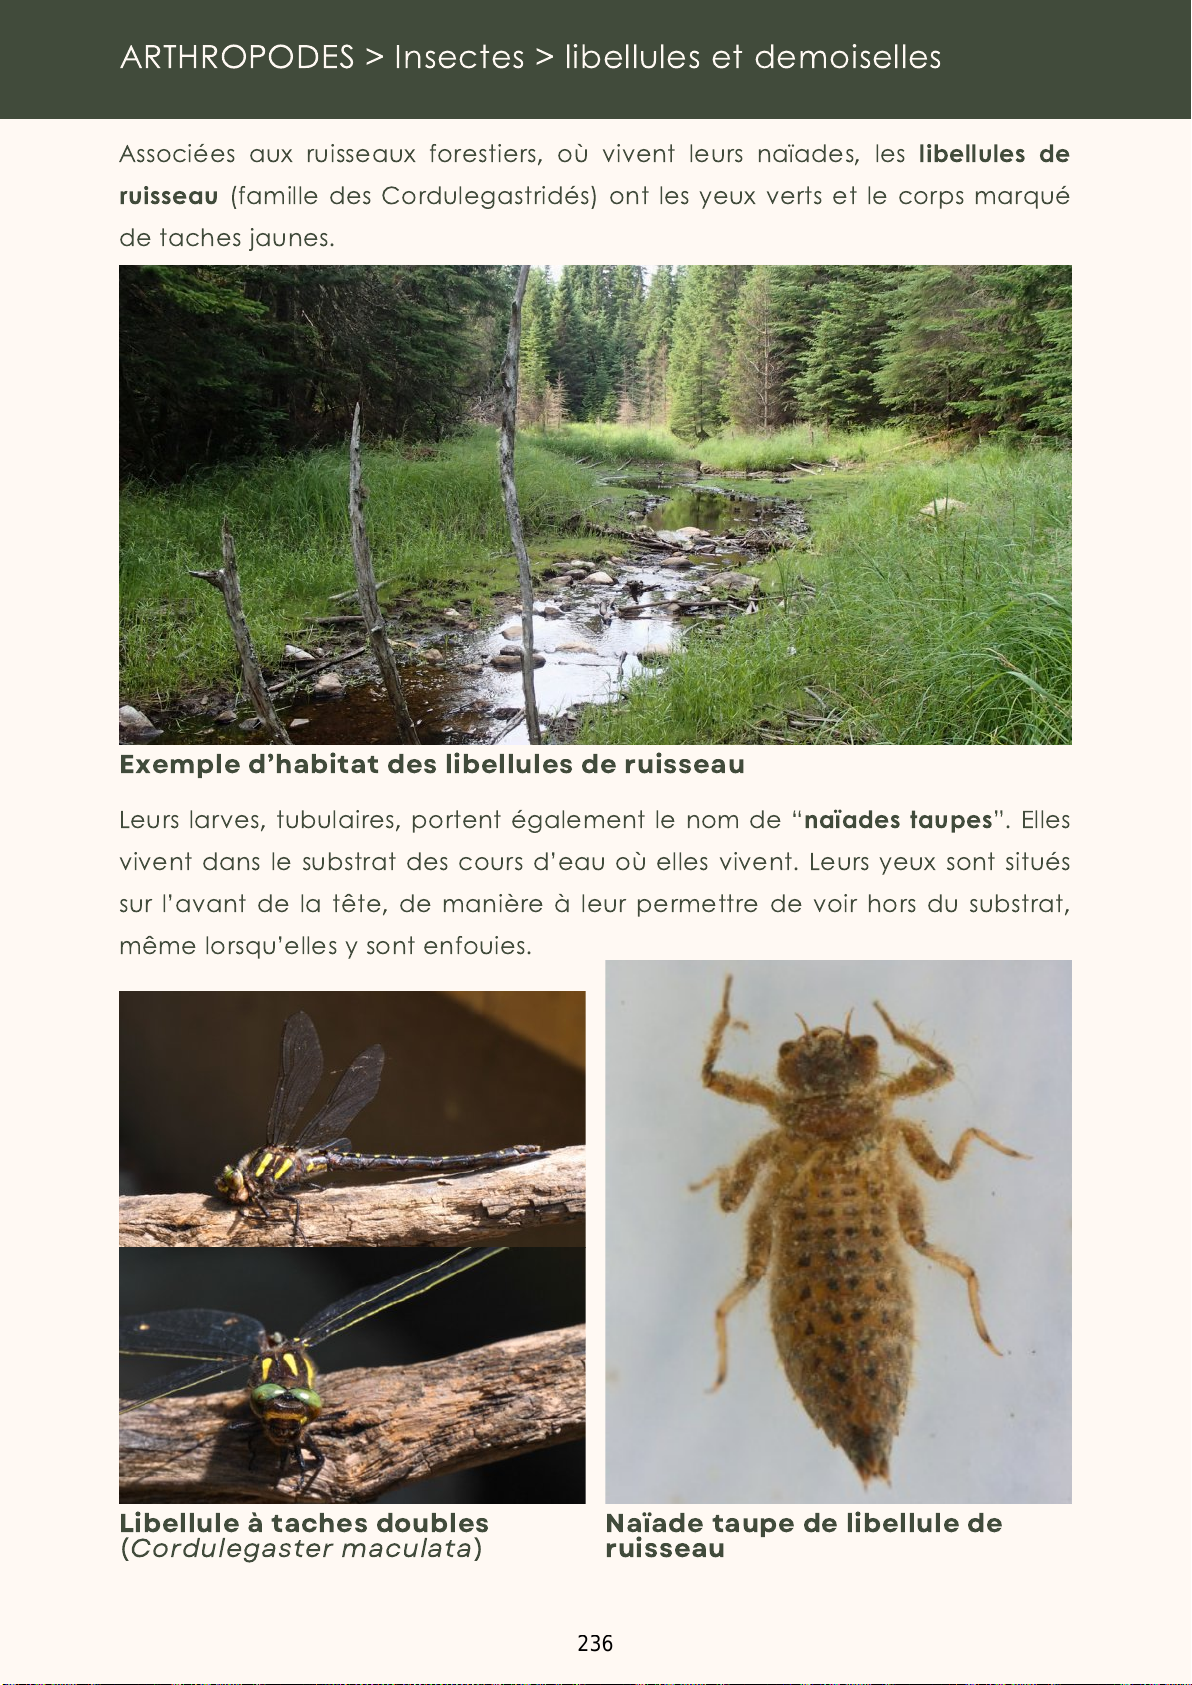 ARTHROPODES > Insectes > libellules et demoiselles
Associées aux ruisseaux forestiers, où vivent leurs naïades, les libellules de
ruisseau (famille des Cordulegastridés) ont les yeux verts et le corps marqué
de taches jaunes.
Exemple d'habitat des libellules de ruisseau
Leurs larves, tubulaires, portent également le nom de “naïades taupes”. Elles
vivent dans le substrat des cours d'eau où elles vivent. Leurs yeux sont situés
sur l'avant de la tête, de manière à leur permettre de voir hors du substrat,
même lorsqu'elles y sont enfouies.
Libellule à taches doubles
(Cordulegaster maculata)
Naïade taupe de libellule de
ruisseau
236